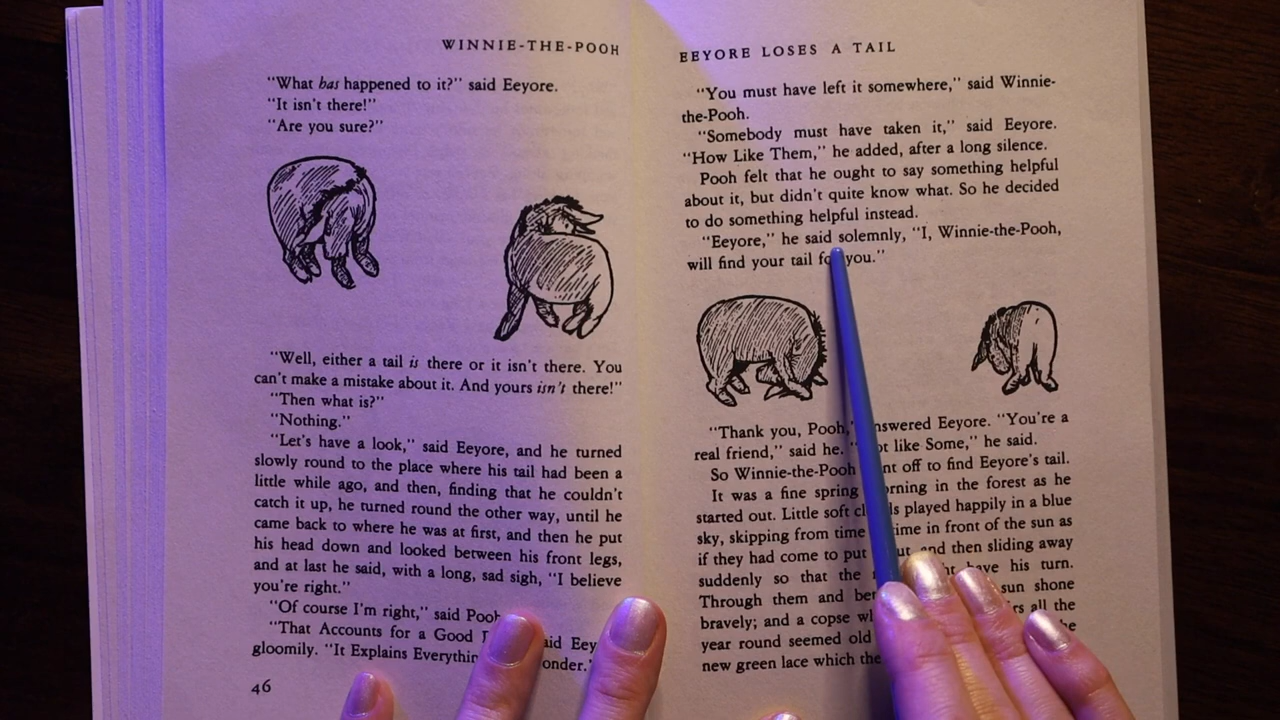 WINNIE-THE-POOH
"What has happened to it?" said Eeyore.
"It isn't there!"
"Are you sure?"
"Well, either a tail is there or it isn't there. You
can't make a mistake about it. And yours isn't there!"
"Then what is?"
"Nothing."
"Let's have a look," said Eeyore, and he turned
slowly round to the place where his tail had been a
little while ago, and then, finding that he couldn't
catch it up, he turned round the other way, until he
came back to where he was at first, and then he put
his head down and looked between his front legs,
and at last he said, with a long, sad sigh, "I believe
you're right."
"Of course I'm right," said Pooh
"That Accounts for a Good said
gloomily. "It Explains
46
EEYORE LOSES A TAIL
"You must have left it somewhere," said Winnie-
the-Pooh.
"Somebody must have taken it," said Eeyore.
"How Like Them," he added, after a long silence.
Pooh felt that he ought to say something helpful
about it, but didn't quite know what. So he decided
to do something helpful instead.
"Eeyore," he said solemnly, "I, Winnie-the-Pooh,
will find your tail for you."
"Thank you, Pooh," answered Eeyore. "You're a
real friend," said he. "Not like Some," he said.
So Winnie-the-Pooh went off to find Eeyore's tail.
It was a fine spring morning in the forest as he
started out. Little soft clouds played happily in a blue
sky, skipping from time time in front of the sun as
if they had come to put and then sliding away
suddenly so that the have his turn.
Through them and sun shone
bravely; and a copse all the
year round seemed old
new green lace which the